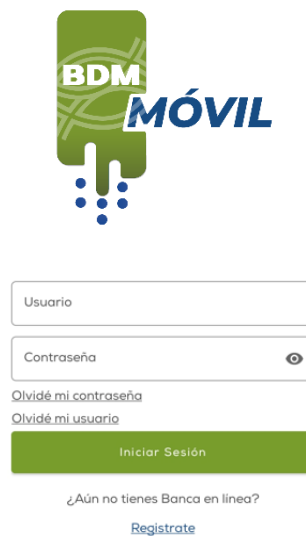 BDM
MÓVIL
Usuario
Contraseña
Olvidé mi contraseña
Olvidé mi usuario
Iniciar Sesión
¿Aún no tienes Banca en línea?
Registrate